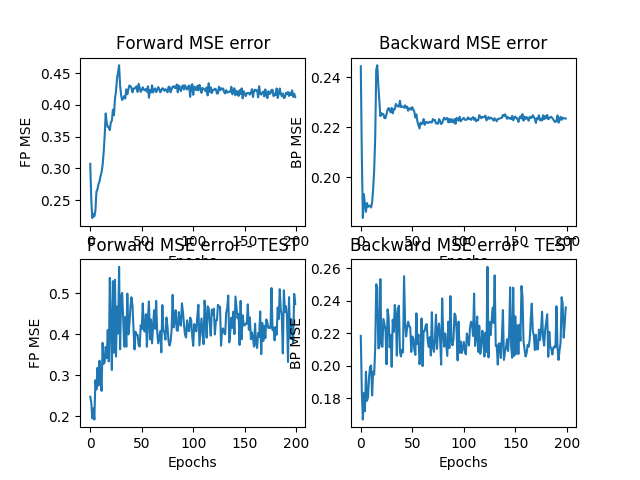 Forward MSE error
Backward MSE error
FP MSE
0.45
0.40
0.35
0.30
0.25
0 50 100 150 200
Epochs
BP MSE
0.24
0.22
0.20
0 50 100 150 200
Epochs
Forward MSE error - TEST
Backward MSE error - TEST
FP MSE
0.5
0.4
0.3
0.2
0 50 100 150 200
Epochs
BP MSE
0.26
0.24
0.22
0.20
0.18
0 50 100 150 200
Epochs